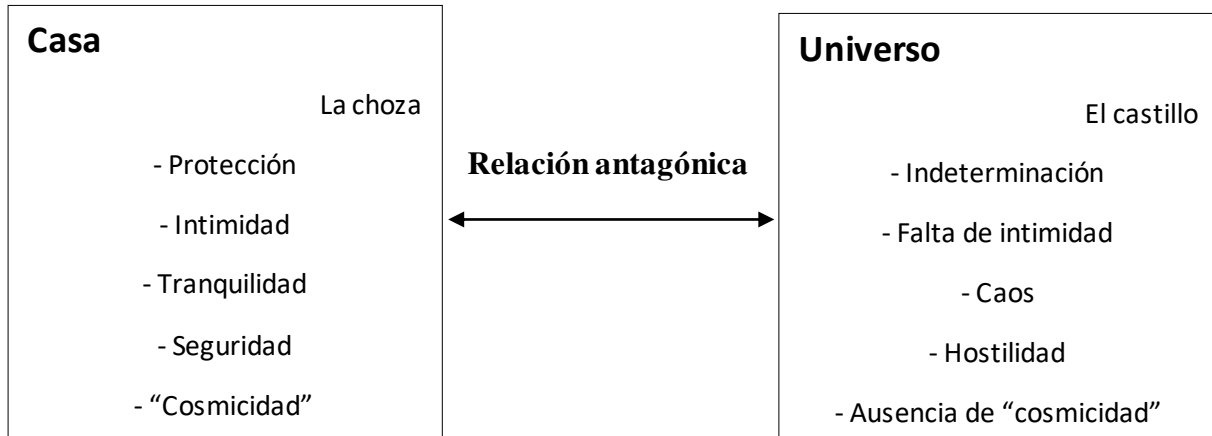 Casa
La choza
- Protección
- Intimidad
- Tranquilidad
- Seguridad
- “Cosmicidad”
Relación antagónica
Universo
El castillo
- Indeterminación
- Falta de intimidad
- Caos
- Hostilidad
- Ausencia de “cosmicidad”